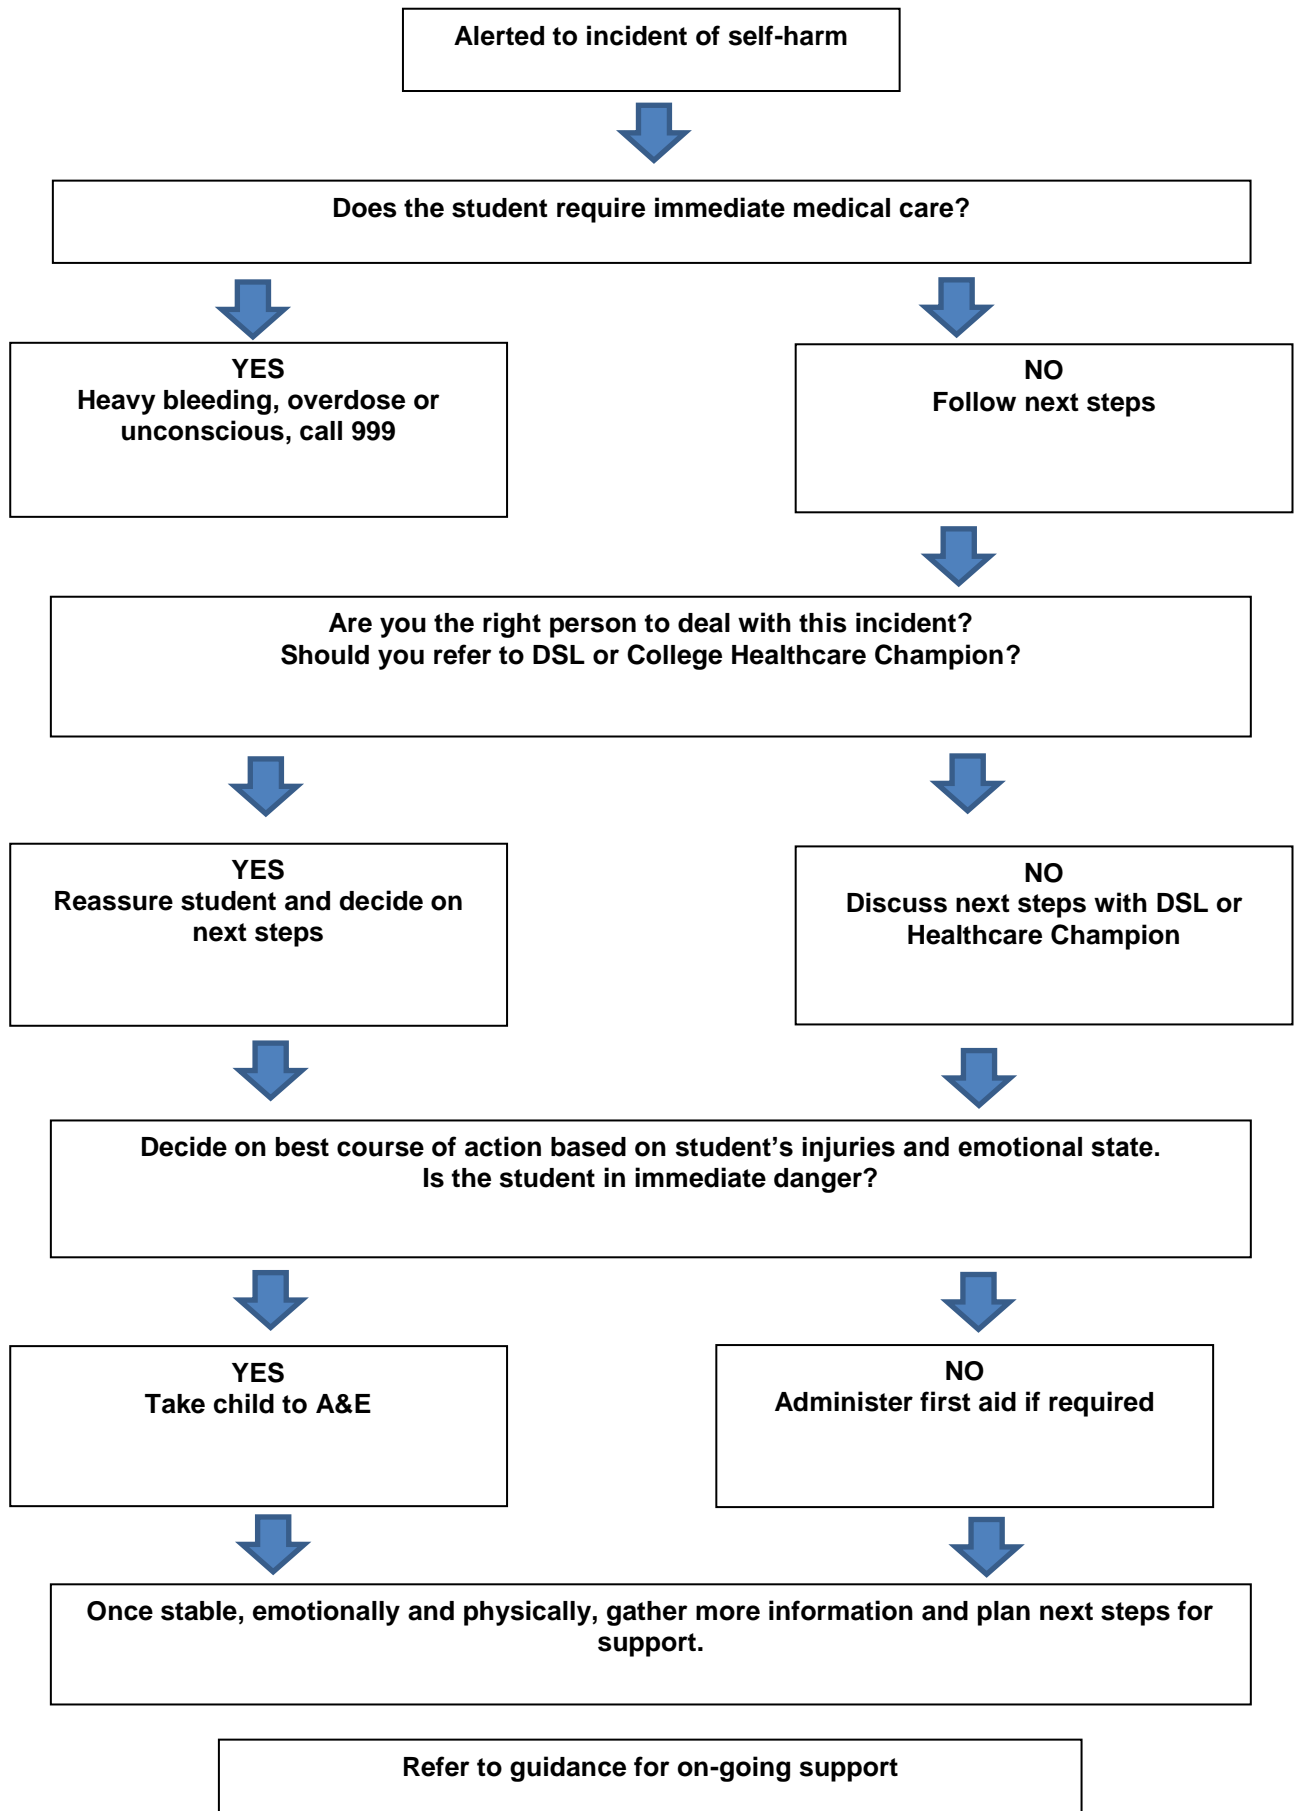 Alerted to incident of self-harm
Does the student require immediate medical care?
YES
Heavy bleeding, overdose or
unconscious, call 999
NO
Follow next steps
Are you the right person to deal with this incident?
Should you refer to DSL or College Healthcare Champion?
YES
Reassure student and decide on
next steps
NO
Discuss next steps with DSL or
Healthcare Champion
Decide on best course of action based on student’s injuries and emotional state.
Is the student in immediate danger?
YES
Take child to A&E
NO
Administer first aid if required
Once stable, emotionally and physically, gather more information and plan next steps for
support.
Refer to guidance for on-going support